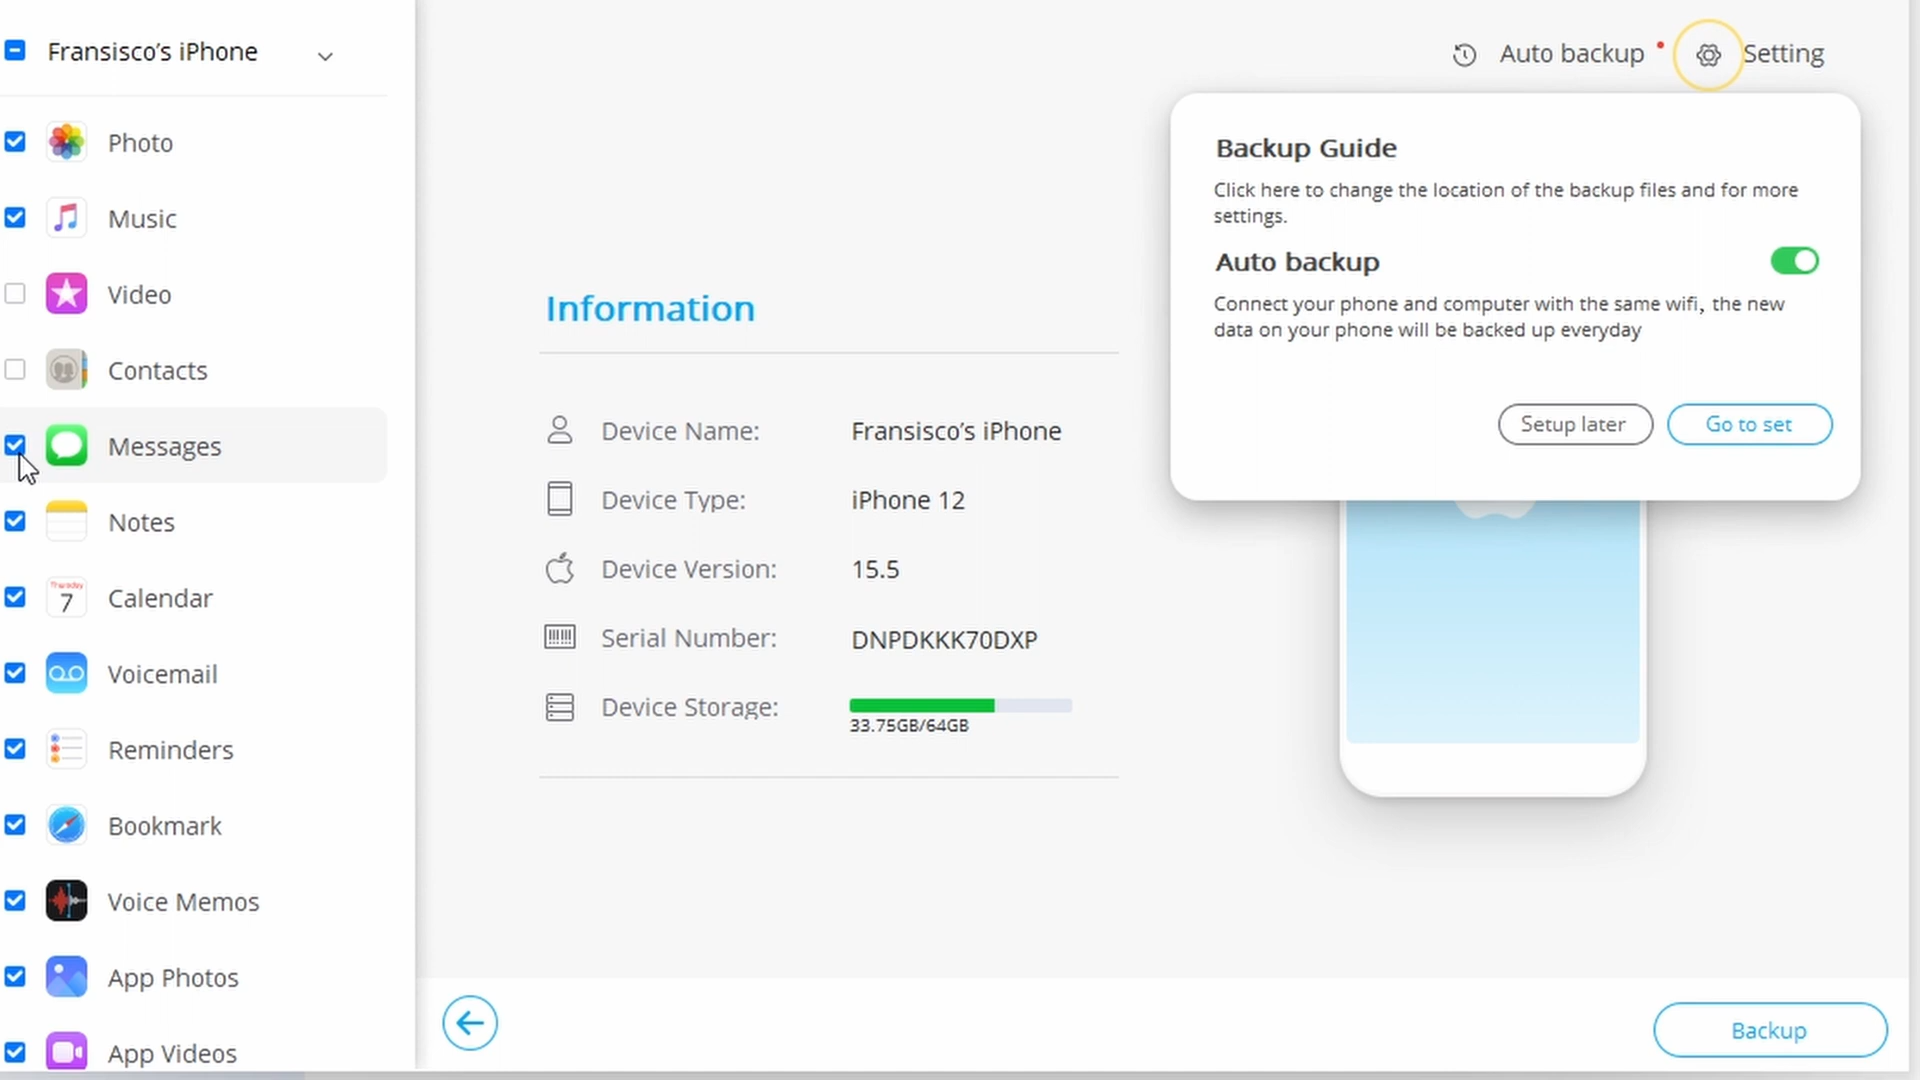 Fransisco’s iPhone
Photo
Music
Video
Contacts
Messages
Notes
Thursday
7
Calendar
Voicemail
Reminders
Bookmark
Voice Memos
App Photos
App Videos
Auto backup
Setting
Backup Guide
Click here to change the location of the backup files and for more
settings.
Auto backup
Connect your phone and computer with the same wifi, the new
data on your phone will be backed up everyday
Setup later
Go to set
Information
Device Name: Fransisco’s iPhone
Device Type: iPhone 12
Device Version: 15.5
Serial Number: DNPDKKK70DXP
Device Storage:
33.75GB/64GB
Backup